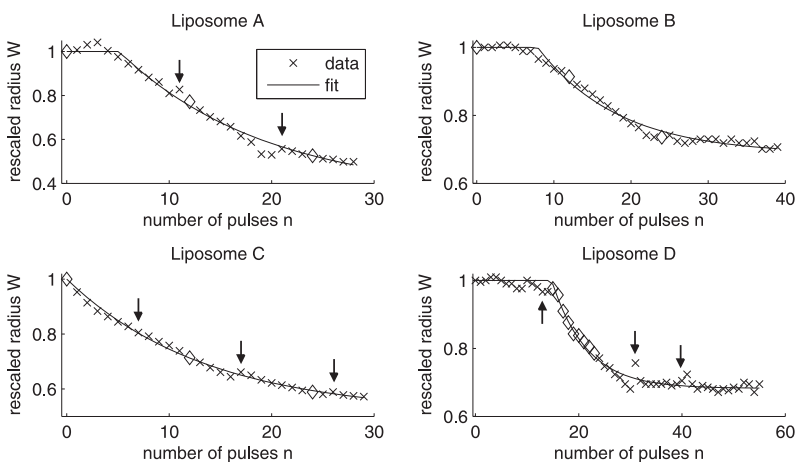 Liposome A
rescaled radius W
1
0.8
0.6
0.4
0 10 20 30
number of pulses n
× data
fit
Liposome B
rescaled radius W
1
0.8
0.6
0 10 20 30 40
number of pulses n
Liposome C
rescaled radius W
1
0.8
0.6
0 10 20 30
number of pulses n
Liposome D
rescaled radius W
1
0.8
0.6
0 20 40 60
number of pulses n